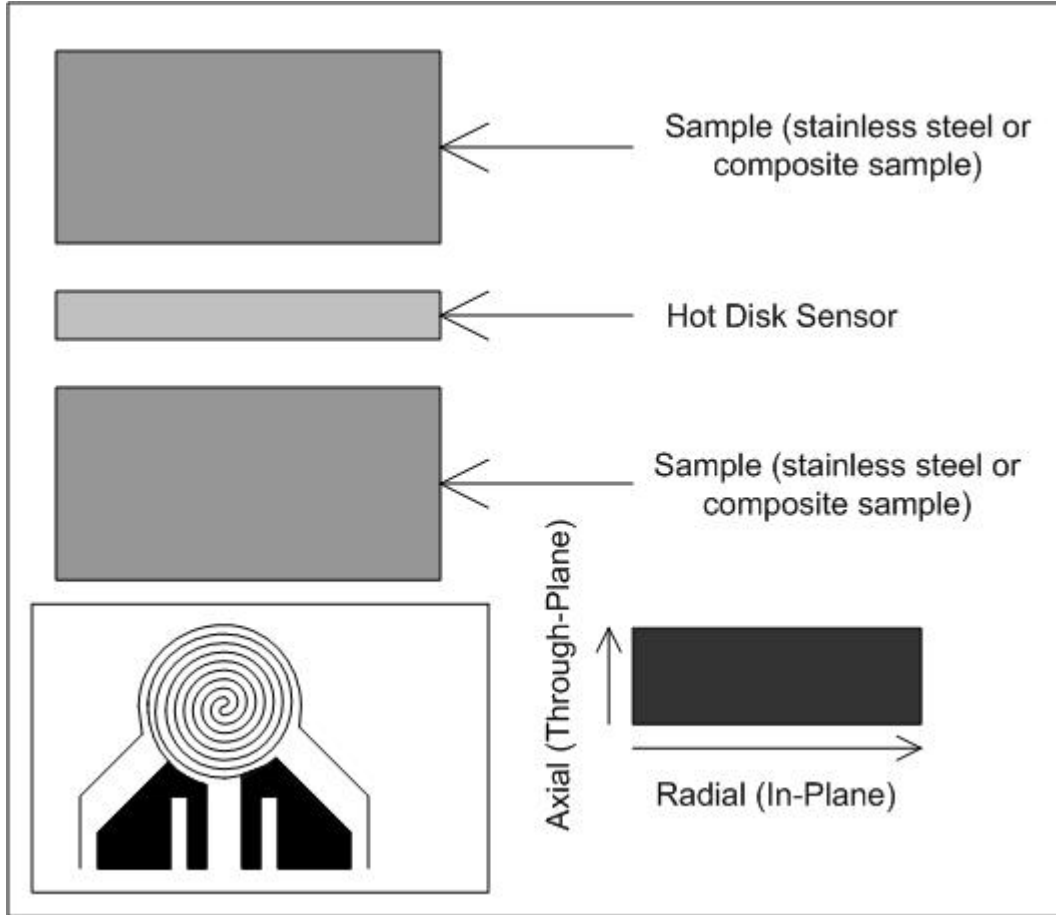 Sample (stainless steel or
composite sample)
Hot Disk Sensor
Sample (stainless steel or
composite sample)
Axial (Through-Plane)
Radial (In-Plane)